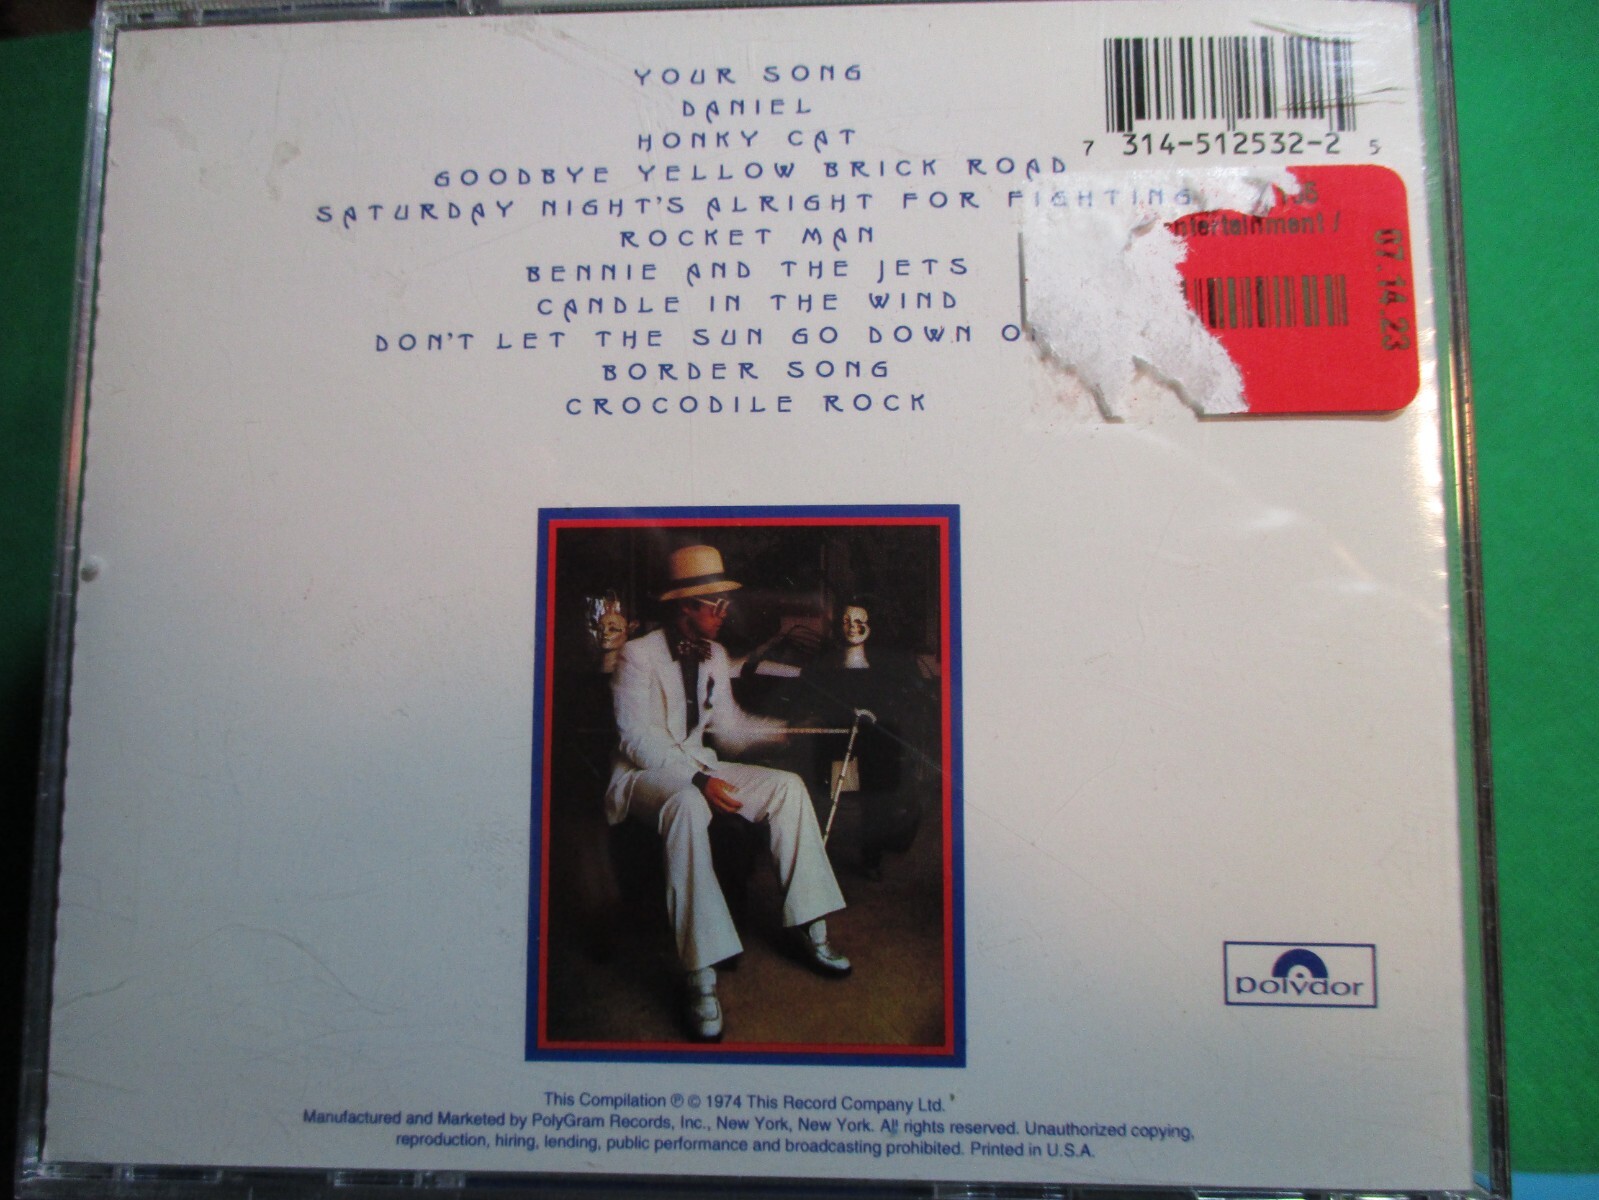 YOUR SONG
DANIEL
HONKY CAT
GOODBYE YELLOW BRICK ROAD
SATURDAY NIGHT'S ALRIGHT FOR FIGHTING
ROCKET MAN
BENNIE AND THE JETS
CANDLE IN THE WIND
DON'T LET THE SUN GO DOWN
BORDER SONG
CROCODILE ROCK
7 314-512532-2 5
entertainment /
07.14.23
polydor
This Compilation ℗ © 1974 This Record Company Ltd.
Manufactured and Marketed by PolyGram Records, Inc., New York, New York. All rights reserved. Unauthorized copying,
reproduction, hiring, lending, public performance and broadcasting prohibited. Printed in U.S.A.